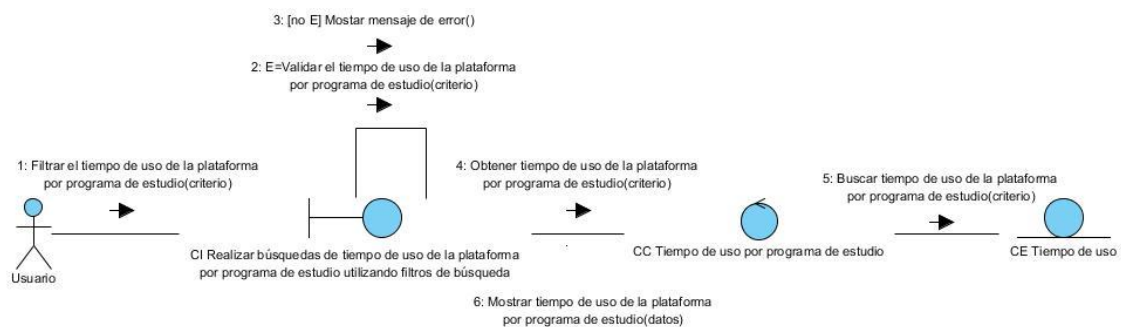 3: [no E] Mostar mensaje de error()
2: E=Validar el tiempo de uso de la plataforma
por programa de estudio(criterio)
1: Filtrar el tiempo de uso de la plataforma
por programa de estudio(criterio)
4: Obtener tiempo de uso de la plataforma
por programa de estudio(criterio)
5: Buscar tiempo de uso de la plataforma
por programa de estudio(criterio)
Usuario
CI Realizar búsquedas de tiempo de uso de la plataforma
por programa de estudio utilizando filtros de búsqueda
CC Tiempo de uso por programa de estudio
CE Tiempo de uso
6: Mostrar tiempo de uso de la plataforma
por programa de estudio(datos)